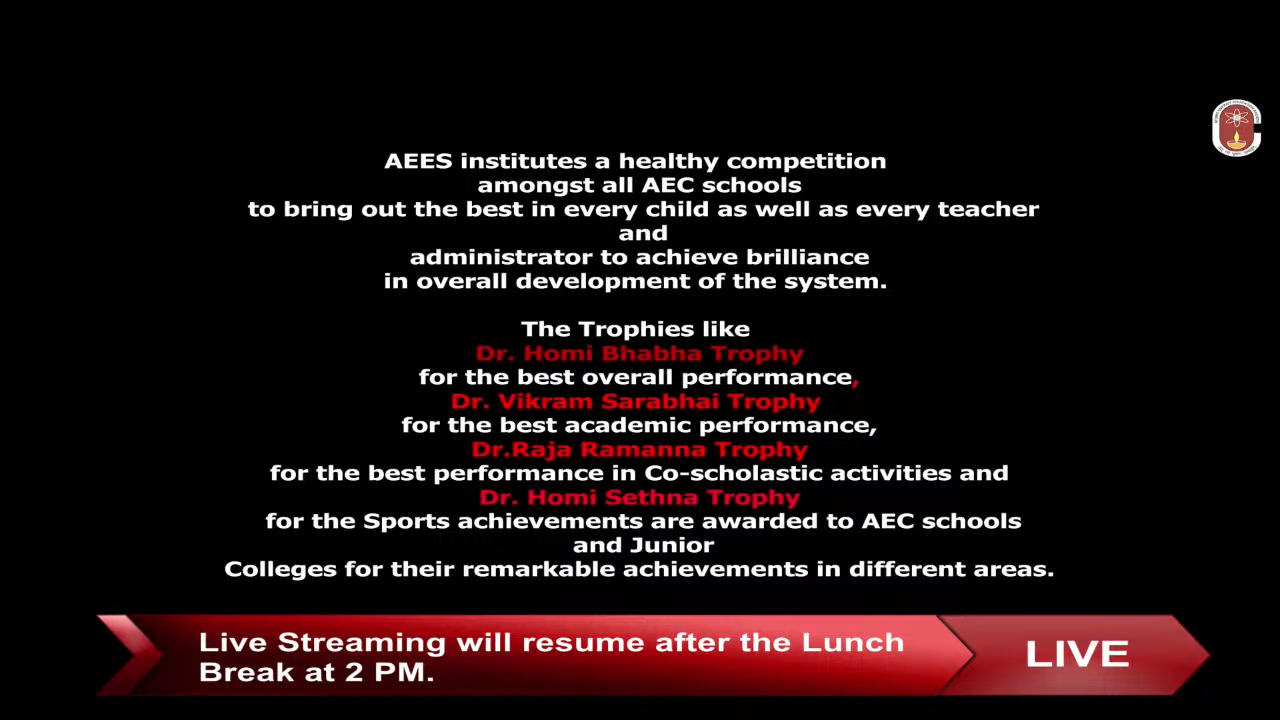 AEES institutes a healthy competition
amongst all AEC schools
to bring out the best in every child as well as every teacher
and
administrator to achieve brilliance
in overall development of the system.
The Trophies like
Dr. Homi Bhabha Trophy
for the best overall performance,
Dr. Vikram Sarabhai Trophy
for the best academic performance,
Dr.Raja Ramanna Trophy
for the best performance in Co-scholastic activities and
Dr. Homi Sethna Trophy
for the Sports achievements are awarded to AEC schools
and Junior
Colleges for their remarkable achievements in different areas.
Live Streaming will resume after the Lunch
Break at 2 PM.
LIVE